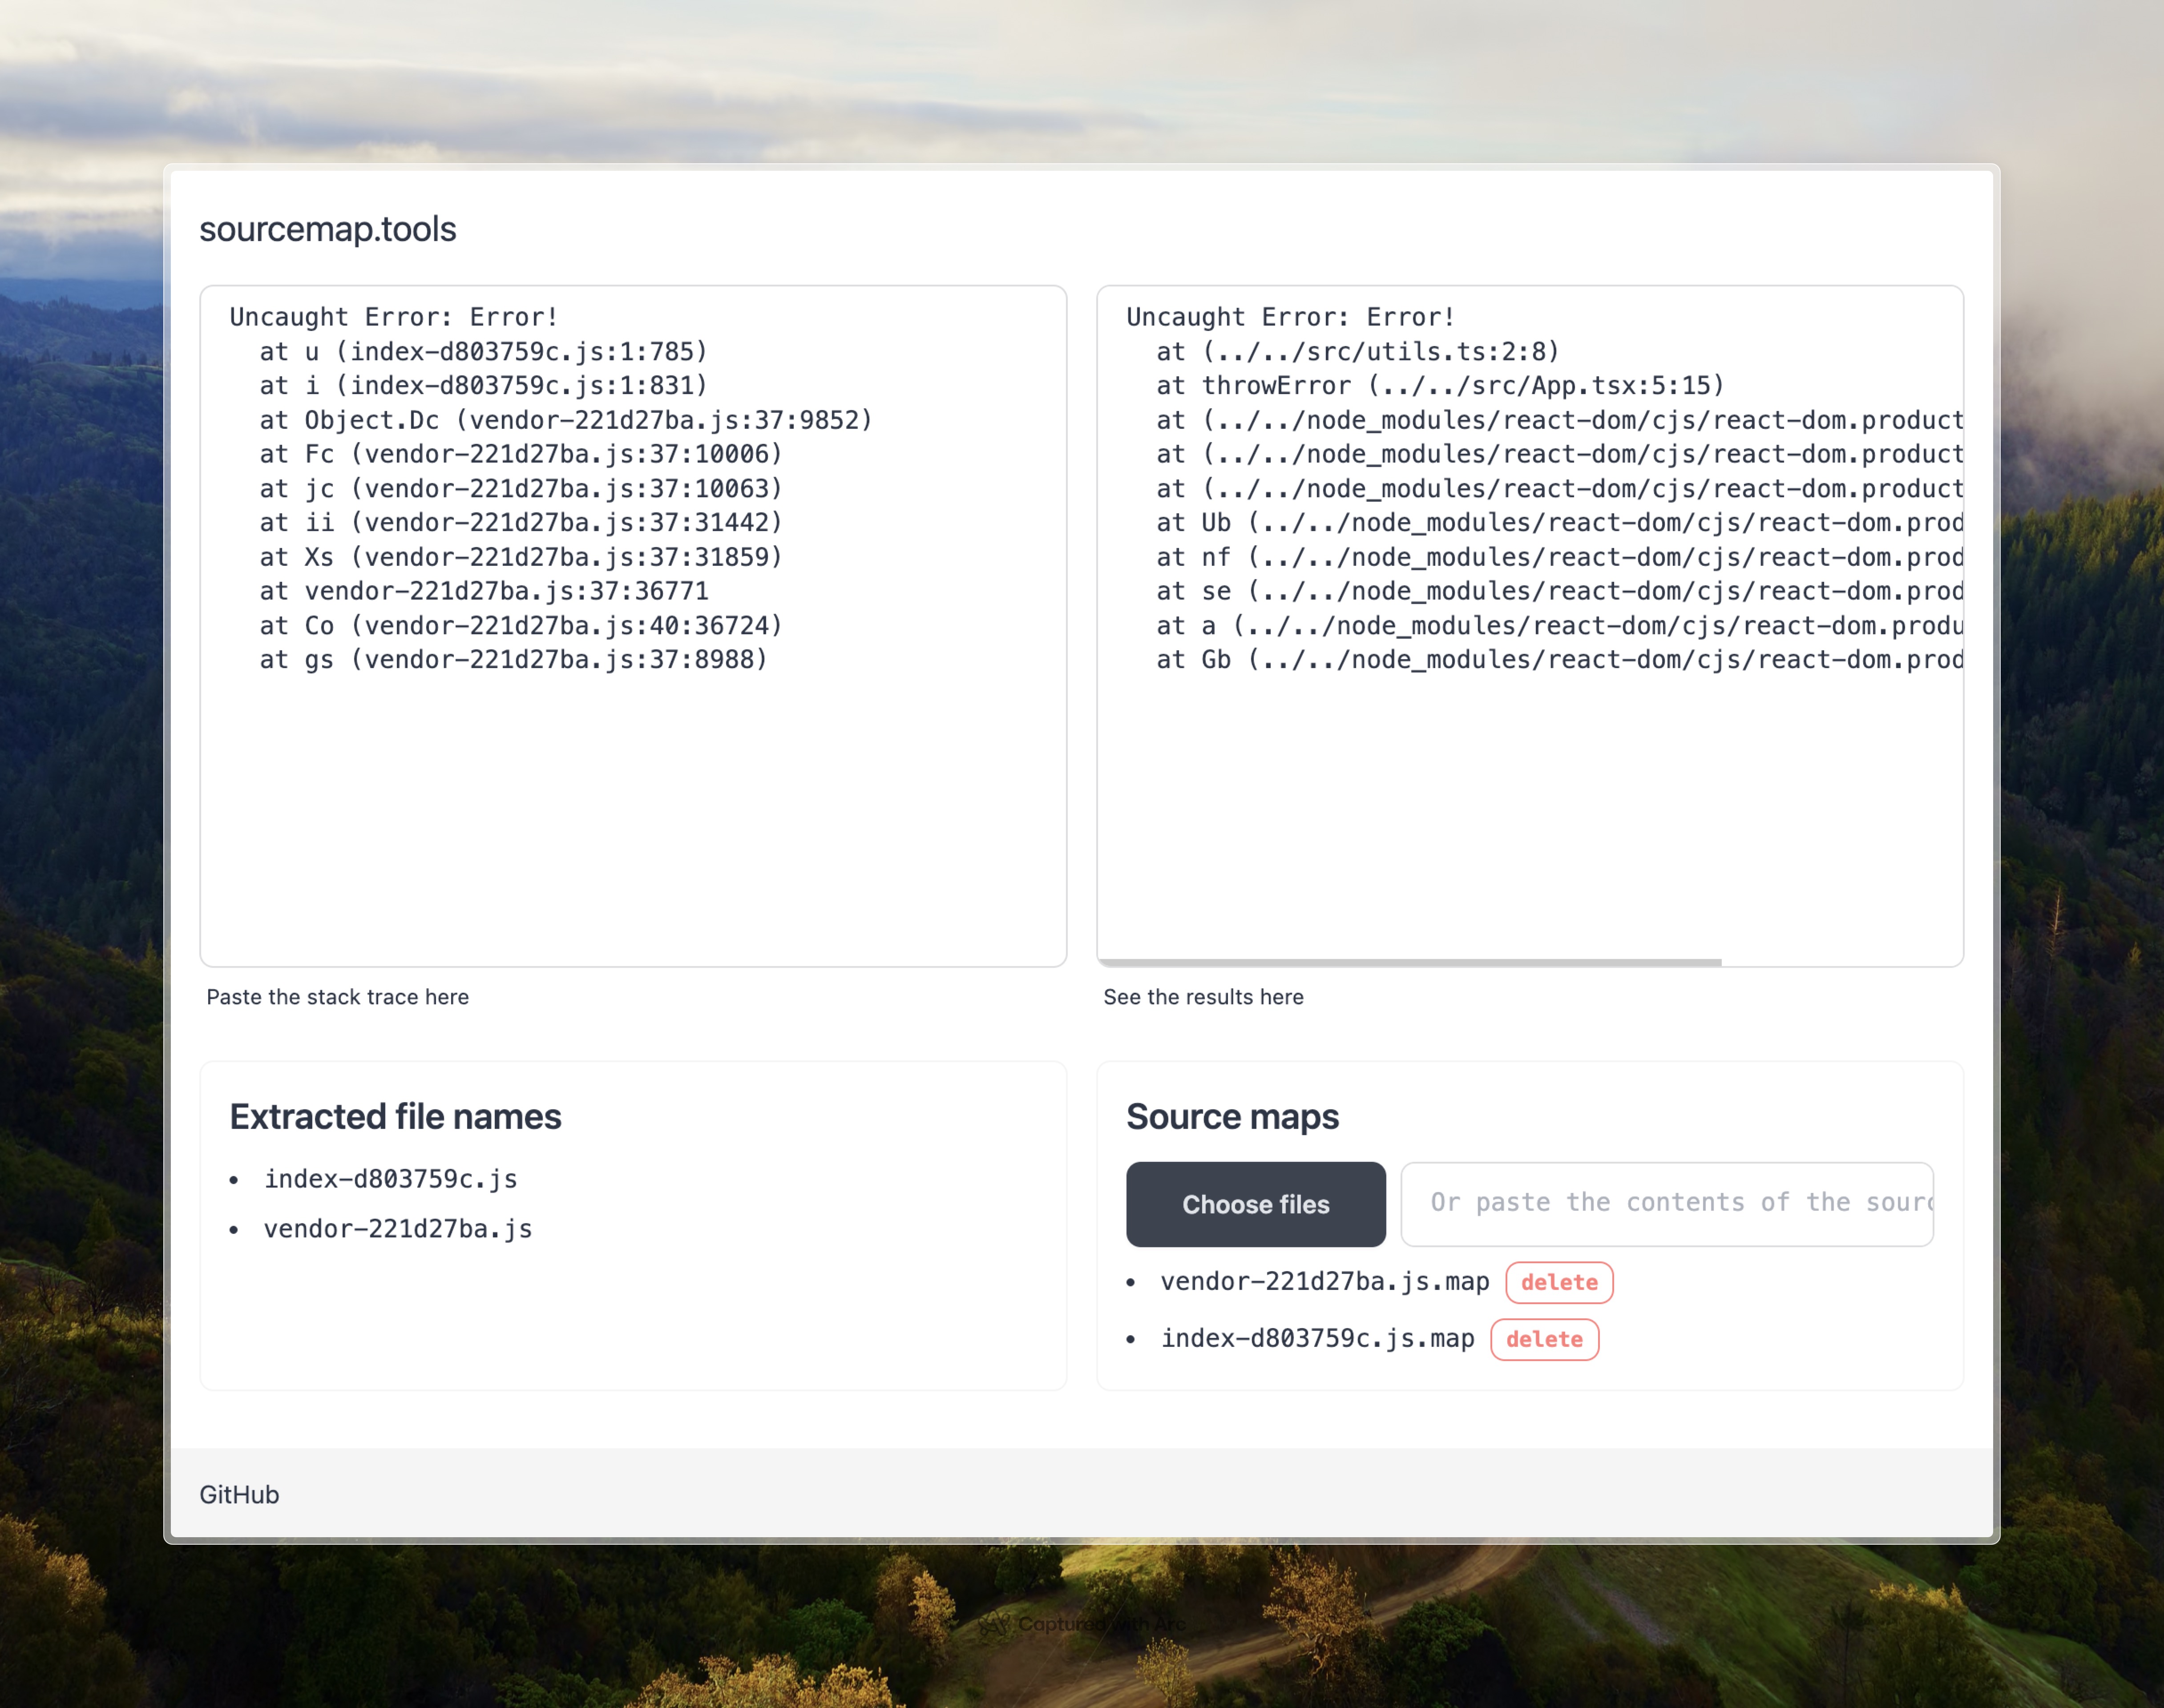 sourcemap.tools
Uncaught Error: Error!
at u (index-d803759c.js:1:785)
at i (index-d803759c.js:1:831)
at Object.Dc (vendor-221d27ba.js:37:9852)
at Fc (vendor-221d27ba.js:37:10006)
at jc (vendor-221d27ba.js:37:10063)
at ii (vendor-221d27ba.js:37:31442)
at Xs (vendor-221d27ba.js:37:31859)
at vendor-221d27ba.js:37:36771
at Co (vendor-221d27ba.js:40:36724)
at gs (vendor-221d27ba.js:37:8988)
Paste the stack trace here
Uncaught Error: Error!
at (../../src/utils.ts:2:8)
at throwError (../../src/App.tsx:5:15)
at (../../node_modules/react-dom/cjs/react-dom.product
at (../../node_modules/react-dom/cjs/react-dom.product
at (../../node_modules/react-dom/cjs/react-dom.product
at Ub (../../node_modules/react-dom/cjs/react-dom.prod
at nf (../../node_modules/react-dom/cjs/react-dom.prod
at se (../../node_modules/react-dom/cjs/react-dom.prod
at a (../../node_modules/react-dom/cjs/react-dom.produ
at Gb (../../node_modules/react-dom/cjs/react-dom.prod
See the results here
Extracted file names
• index-d803759c.js
• vendor-221d27ba.js
Source maps
Choose files
Or paste the contents of the sourc
• vendor-221d27ba.js.map delete
• index-d803759c.js.map delete
GitHub
Captured with Arc